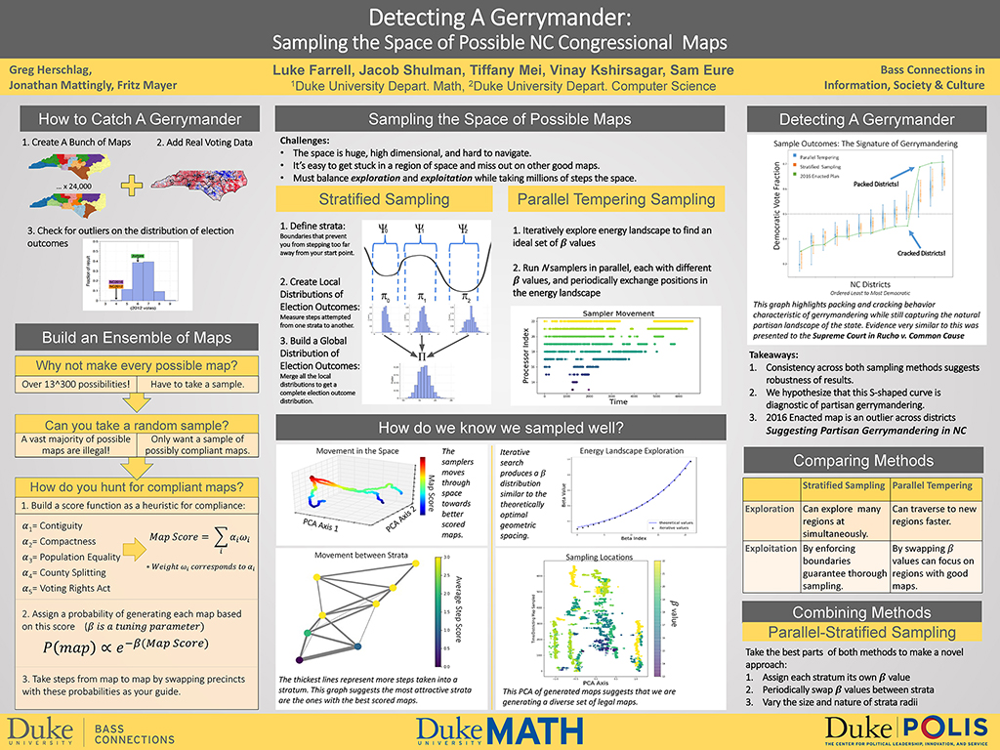 Detecting A Gerrymander:
Sampling the Space of Possible NC Congressional Maps
Greg Herschlag,
Jonathan Mattingly, Fritz Mayer
Luke Farrell, Jacob Shulman, Tiffany Mei, Vinay Kshirsagar, Sam Eure
¹Duke University Depart. Math, ²Duke University Depart. Computer Science
Bass Connections in
Information, Society & Culture
How to Catch A Gerrymander
1. Create A Bunch of Maps
2. Add Real Voting Data
... x 24,000
3. Check for outliers on the distribution of election
outcomes
Build an Ensemble of Maps
Why not make every possible map?
Over 13^300 possibilities!
Have to take a sample.
Can you take a random sample?
A vast majority of possible
maps are illegal!
Only want a sample of
possibly compliant maps.
How do you hunt for compliant maps?
1. Build a score function as a heuristic for compliance:
α₁= Contiguity
α₂= Compactness
α₃= Population Equality
α₄= County Splitting
α₅= Voting Rights Act
Map Score = ∑ αᵢωᵢ
i
* Weight ωᵢ corresponds to αᵢ
2. Assign a probability of generating each map based
on this score (β is a tuning parameter)
P(map) ∝ e^−β(Map Score)
3. Take steps from map to map by swapping precincts
with these probabilities as your guide.
Sampling the Space of Possible Maps
Challenges:
• The space is huge, high dimensional, and hard to navigate.
• It's easy to get stuck in a region of space and miss out on other good maps.
• Must balance exploration and exploitation while taking millions of steps the space.
Stratified Sampling
1. Define strata:
Boundaries that prevent
you from stepping too far
away from your start point.
2. Create Local
Distributions of
Election Outcomes:
Measure steps attempted
from one strata to another.
3. Build a Global
Distribution of
Election Outcomes:
Merge all the local
distributions to get a
complete election outcome
distribution.
Ψ₀ Ψ₁ Ψ₂
π₀ π₁ π₂
Π
Parallel Tempering Sampling
1. Iteratively explore energy landscape to find an
ideal set of β values
2. Run N samplers in parallel, each with different
β values, and periodically exchange positions in
the energy landscape
Sampler Movement
Processor Index
Time
How do we know we sampled well?
Movement in the Space
PCA Axis 1
PCA Axis 2
Map Score
The
samplers
moves
through
space
towards
better
scored
maps.
Iterative
search
produces a β
distribution
similar to the
theoretically
optimal
geometric
spacing.
Energy Landscape Exploration
Beta Value
theoretical values
iterative values
Beta Index
Movement between Strata
3.0
2.5
2.0
1.5
1.0
0.5
0.0
Average Step Score
The thickest lines represent more steps taken into a
stratum. This graph suggests the most attractive strata
are the ones with the best scored maps.
Sampling Locations
β value
PCA Axis
This PCA of generated maps suggests that we are
generating a diverse set of legal maps.
Detecting A Gerrymander
Sample Outcomes: The Signature of Gerrymandering
Democratic Vote Fraction
Parallel Tempering
Stratified Sampling
2016 Enacted Plan
Packed Districts!
Cracked Districts!
NC Districts
Ordered Least to Most Democratic
This graph highlights packing and cracking behavior
characteristic of gerrymandering while still capturing the natural
partisan landscape of the state. Evidence very similar to this was
presented to the Supreme Court in Rucho v. Common Cause
Takeaways:
1. Consistency across both sampling methods suggests
robustness of results.
2. We hypothesize that this S-shaped curve is
diagnostic of partisan gerrymandering.
3. 2016 Enacted map is an outlier across districts
Suggesting Partisan Gerrymandering in NC
Comparing Methods
Stratified Sampling
Parallel Tempering
Exploration
Can explore many
regions at
simultaneously.
Can traverse to new
regions faster.
Exploitation
By enforcing
boundaries
guarantee thorough
sampling.
By swapping β
values can focus on
regions with good
maps.
Combining Methods
Parallel-Stratified Sampling
Take the best parts of both methods to make a novel
approach:
1. Assign each stratum its own β value
2. Periodically swap β values between strata
3. Vary the size and nature of strata radii
Duke
UNIVERSITY
BASS
CONNECTIONS
Duke MATH
UNIVERSITY
Duke POLIS
UNIVERSITY
THE CENTER FOR POLITICAL LEADERSHIP, INNOVATION, AND SERVICE